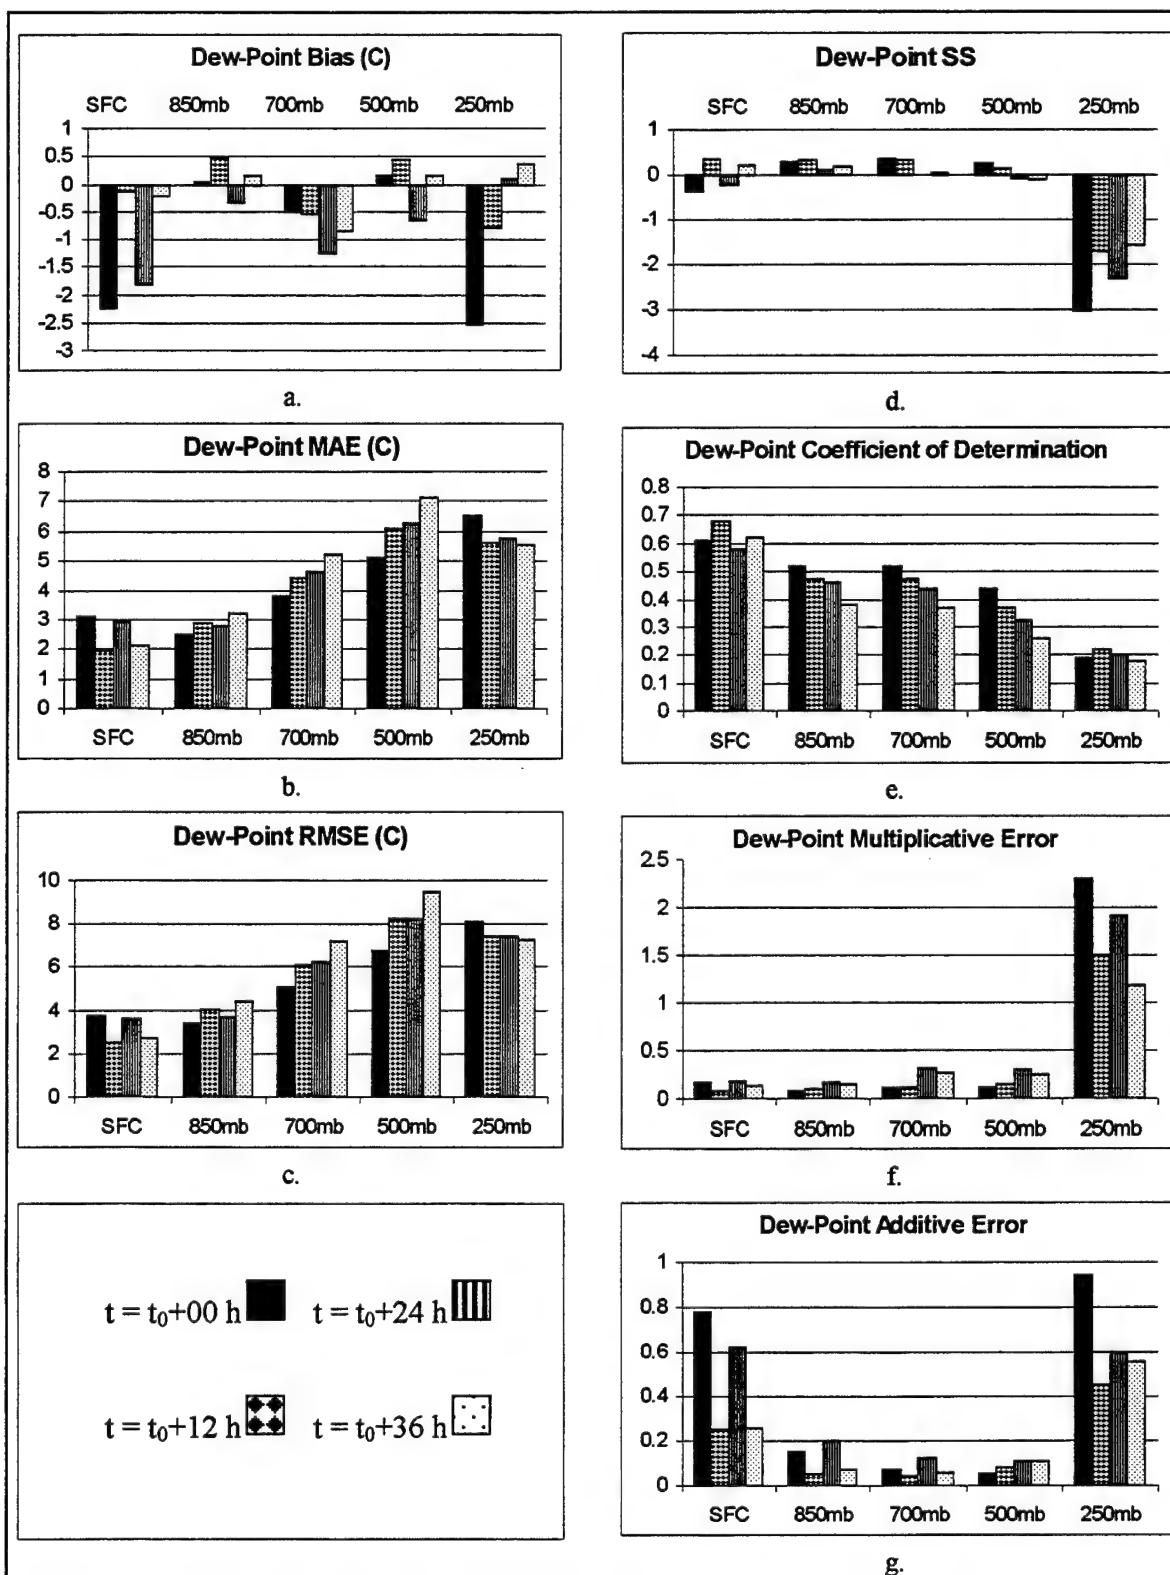 Dew-Point Bias (C)
SFC 850mb 700mb 500mb 250mb
1
0.5
0
-0.5
-1
-1.5
-2
-2.5
-3
a.
Dew-Point MAE (C)
8
7
6
5
4
3
2
1
0
SFC 850mb 700mb 500mb 250mb
b.
Dew-Point RMSE (C)
10
8
6
4
2
0
SFC 850mb 700mb 500mb 250mb
c.
t = t₀+00 h t = t₀+24 h
t = t₀+12 h t = t₀+36 h
Dew-Point SS
SFC 850mb 700mb 500mb 250mb
1
0
-1
-2
-3
-4
d.
Dew-Point Coefficient of Determination
0.8
0.7
0.6
0.5
0.4
0.3
0.2
0.1
0
SFC 850mb 700mb 500mb 250mb
e.
Dew-Point Multiplicative Error
2.5
2
1.5
1
0.5
0
SFC 850mb 700mb 500mb 250mb
f.
Dew-Point Additive Error
1
0.8
0.6
0.4
0.2
0
SFC 850mb 700mb 500mb 250mb
g.